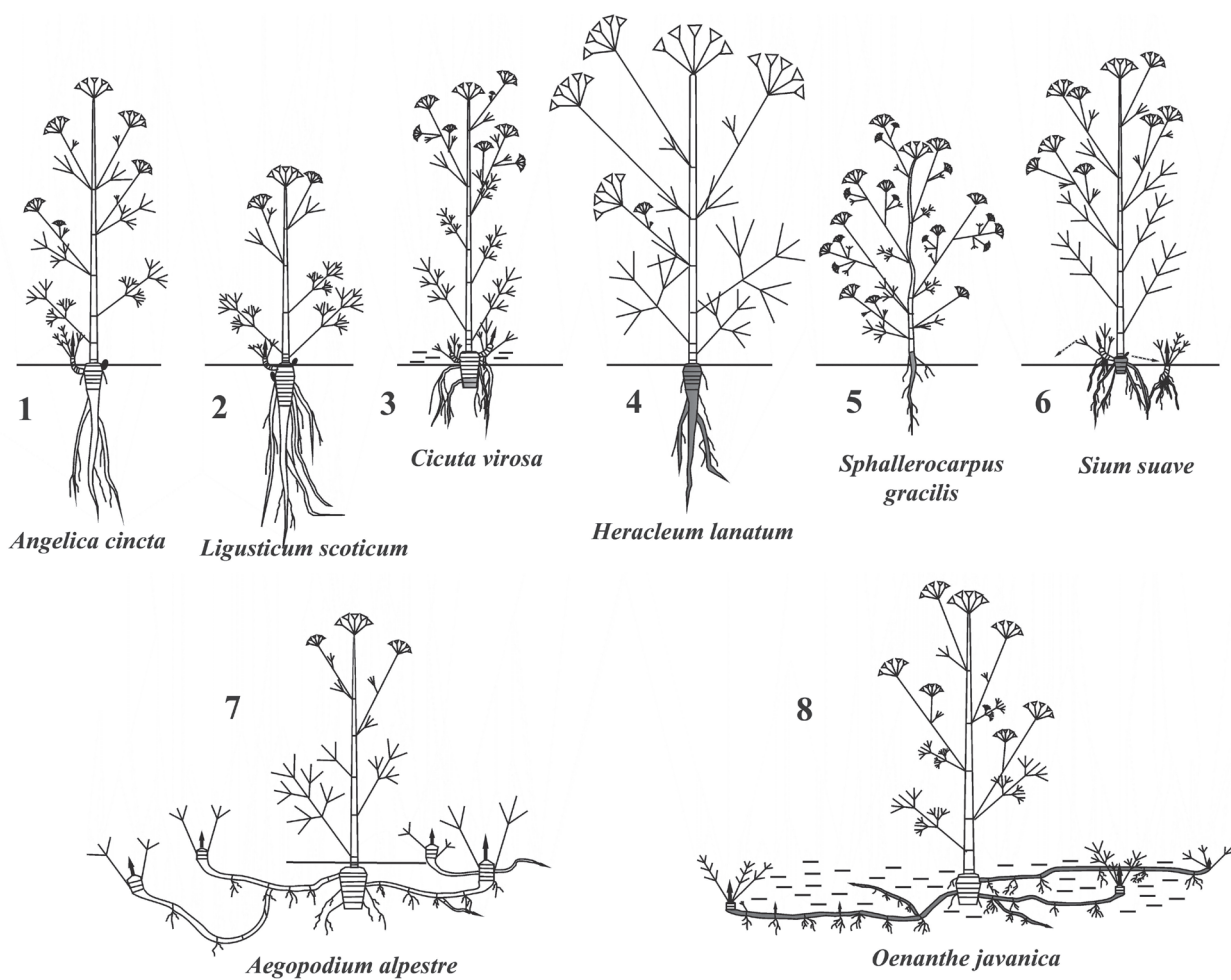 1
Angelica cincta
2
Ligusticum scoticum
3
Cicuta virosa
4
Heracleum lanatum
5
Sphallerocarpus
gracilis
6
Sium suave
7
Aegopodium alpestre
8
Oenanthe javanica